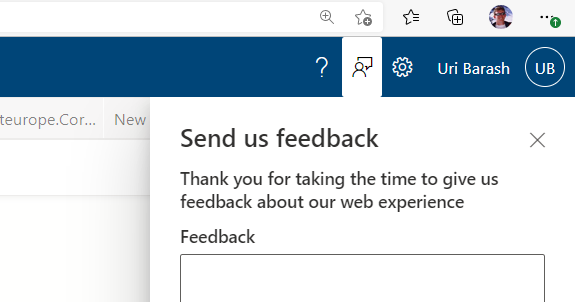 ? Uri Barash UB
teurope.Cor... New
Send us feedback
Thank you for taking the time to give us
feedback about our web experience
Feedback